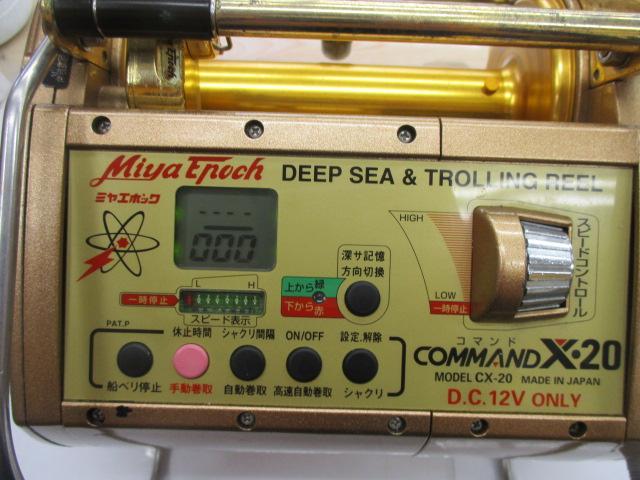 Miya Epoch
DEEP SEA & TROLLING REEL
ミヤエポック
----
000
L H
スピード表示
一時停止
深サ記憶
方向切換
上から緑
下から赤
HIGH
LOW
一時停止
スピードコントロール
PAT.P
休止時間
シャクリ間隔
ON/OFF
設定.解除
船ベリ停止
手動巻取
自動巻取
高速自動巻取
シャクリ
コマンド
COMMAND X·20
MODEL CX-20 MADE IN JAPAN
D.C.12V ONLY